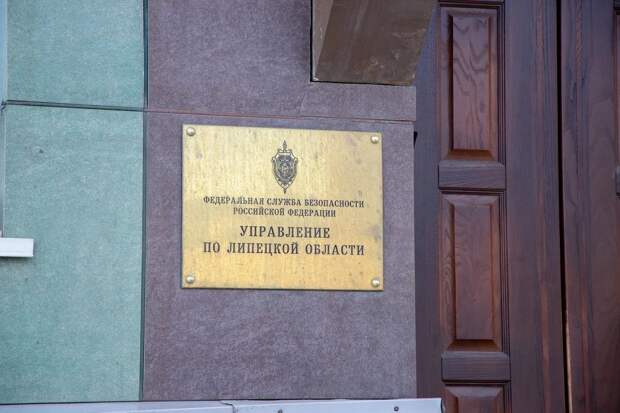 ФЕДЕРАЛЬНАЯ СЛУЖБА БЕЗОПАСНОСТИ
РОССИЙСКОЙ ФЕДЕРАЦИИ
УПРАВЛЕНИЕ
ПО ЛИПЕЦКОЙ ОБЛАСТИ